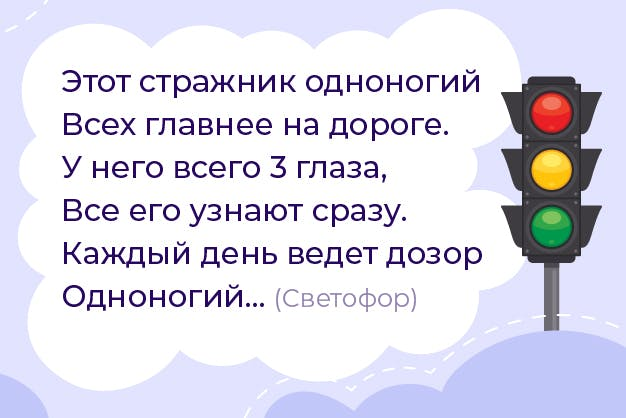 Этот стражник одноногий
Всех главнее на дороге.
У него всего 3 глаза,
Все его узнают сразу.
Каждый день ведет дозор
Одноногий... (Светофор)